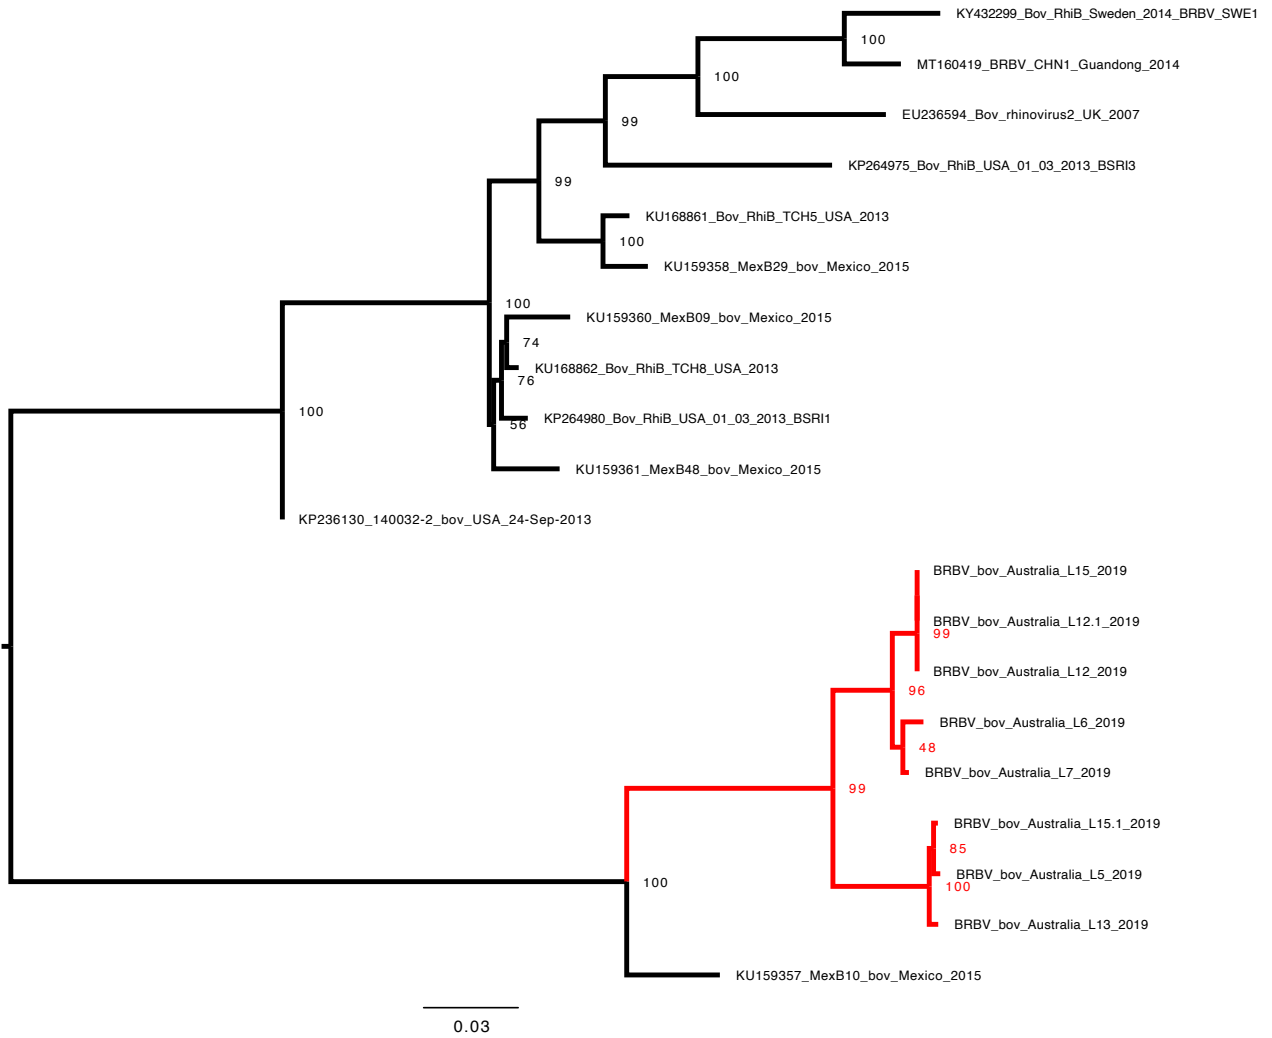 KY432299_Bov_RhiB_Sweden_2014_BRBV_SWE1
100
MT160419_BRBV_CHN1_Guandong_2014
100
EU236594_Bov_rhinovirus2_UK_2007
99
KP264975_Bov_RhiB_USA_01_03_2013_BSRI3
99
KU168861_Bov_RhiB_TCH5_USA_2013
100
KU159358_MexB29_bov_Mexico_2015
100
KU159360_MexB09_bov_Mexico_2015
74
KU168862_Bov_RhiB_TCH8_USA_2013
76
100
KP264980_Bov_RhiB_USA_01_03_2013_BSRI1
56
KU159361_MexB48_bov_Mexico_2015
KP236130_140032-2_bov_USA_24-Sep-2013
BRBV_bov_Australia_L15_2019
BRBV_bov_Australia_L12.1_2019
99
BRBV_bov_Australia_L12_2019
96
BRBV_bov_Australia_L6_2019
48
BRBV_bov_Australia_L7_2019
99
BRBV_bov_Australia_L15.1_2019
85
BRBV_bov_Australia_L5_2019
100
100
BRBV_bov_Australia_L13_2019
KU159357_MexB10_bov_Mexico_2015
0.03